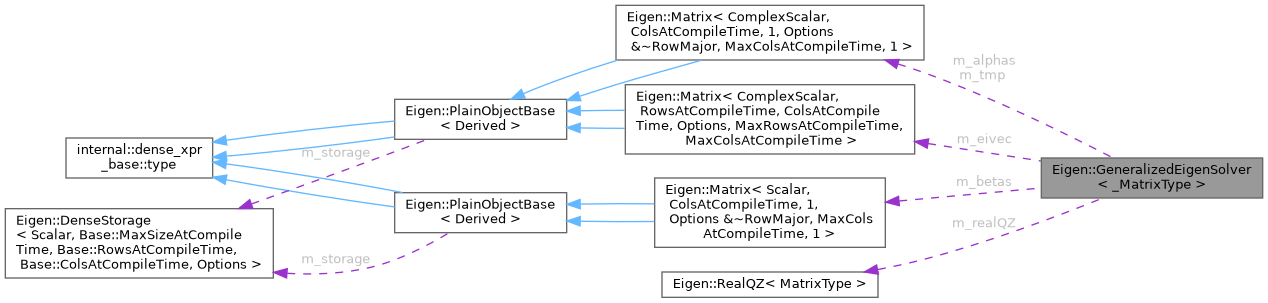 Eigen::Matrix< ComplexScalar,
ColsAtCompileTime, 1, Options
&~RowMajor, MaxColsAtCompileTime, 1 >
m_alphas
m_tmp
Eigen::PlainObjectBase
< Derived >
Eigen::Matrix< ComplexScalar,
RowsAtCompileTime, ColsAtCompile
Time, Options, MaxRowsAtCompileTime,
MaxColsAtCompileTime >
m_eivec
internal::dense_xpr
_base::type
m_storage
Eigen::GeneralizedEigenSolver
< _MatrixType >
Eigen::DenseStorage
< Scalar, Base::MaxSizeAtCompile
Time, Base::RowsAtCompileTime,
Base::ColsAtCompileTime, Options >
Eigen::PlainObjectBase
< Derived >
m_storage
Eigen::Matrix< Scalar,
ColsAtCompileTime, 1,
Options &~RowMajor, MaxCols
AtCompileTime, 1 >
m_betas
m_realQZ
Eigen::RealQZ< MatrixType >